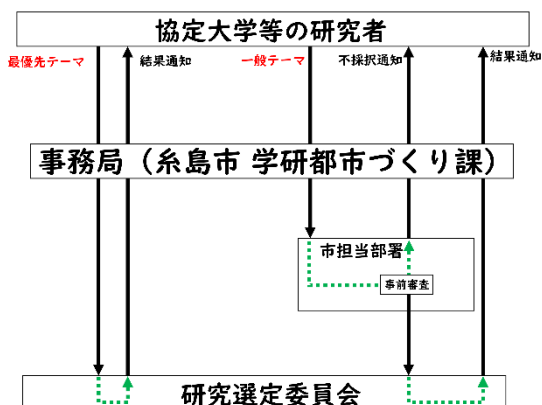 協定大学等の研究者
最優先テーマ
結果通知
一般テーマ
不採択通知
結果通知
事務局（糸島市 学研都市づくり課）
市担当部署
事前審査
研究選定委員会